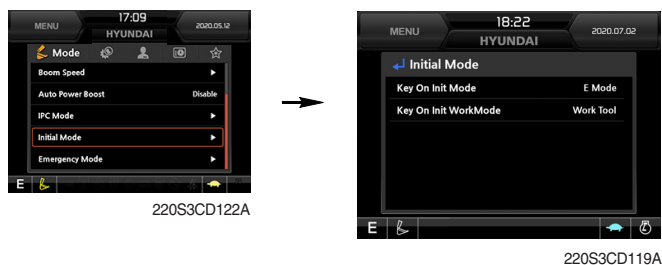 MENU
17:09
HYUNDAI
2020.05.12
Mode
Boom Speed
Auto Power Boost Disable
IPC Mode
Initial Mode
Emergency Mode
E
220S3CD122A
MENU
18:22
HYUNDAI
2020.07.02
Initial Mode
Key On Init Mode E Mode
Key On Init WorkMode Work Tool
E
220S3CD119A